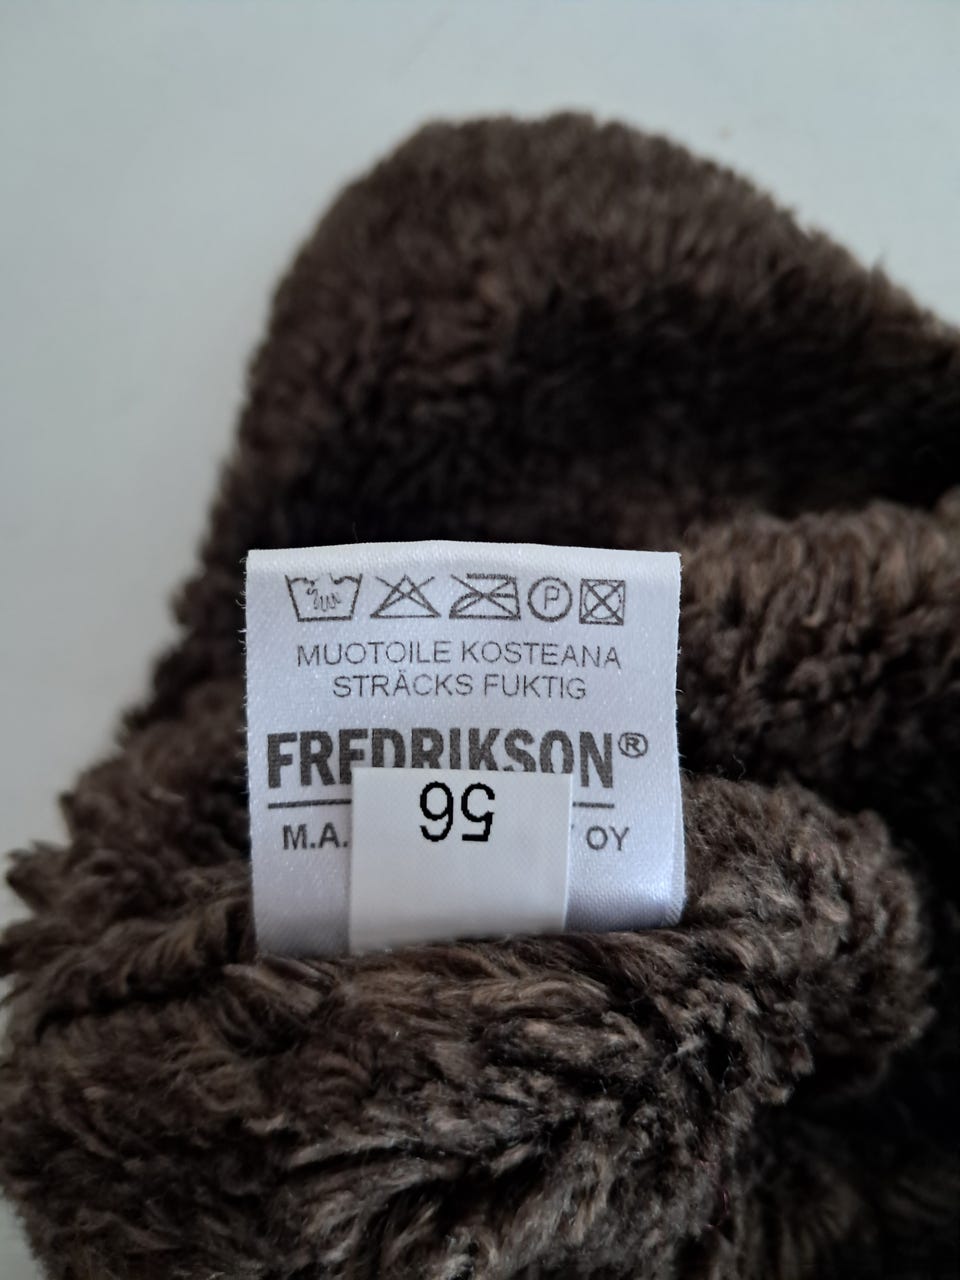 P
MUOTOILE KOSTEANA
STRÄCKS FUKTIG
FREDRIKSON®
M.A. OY
56